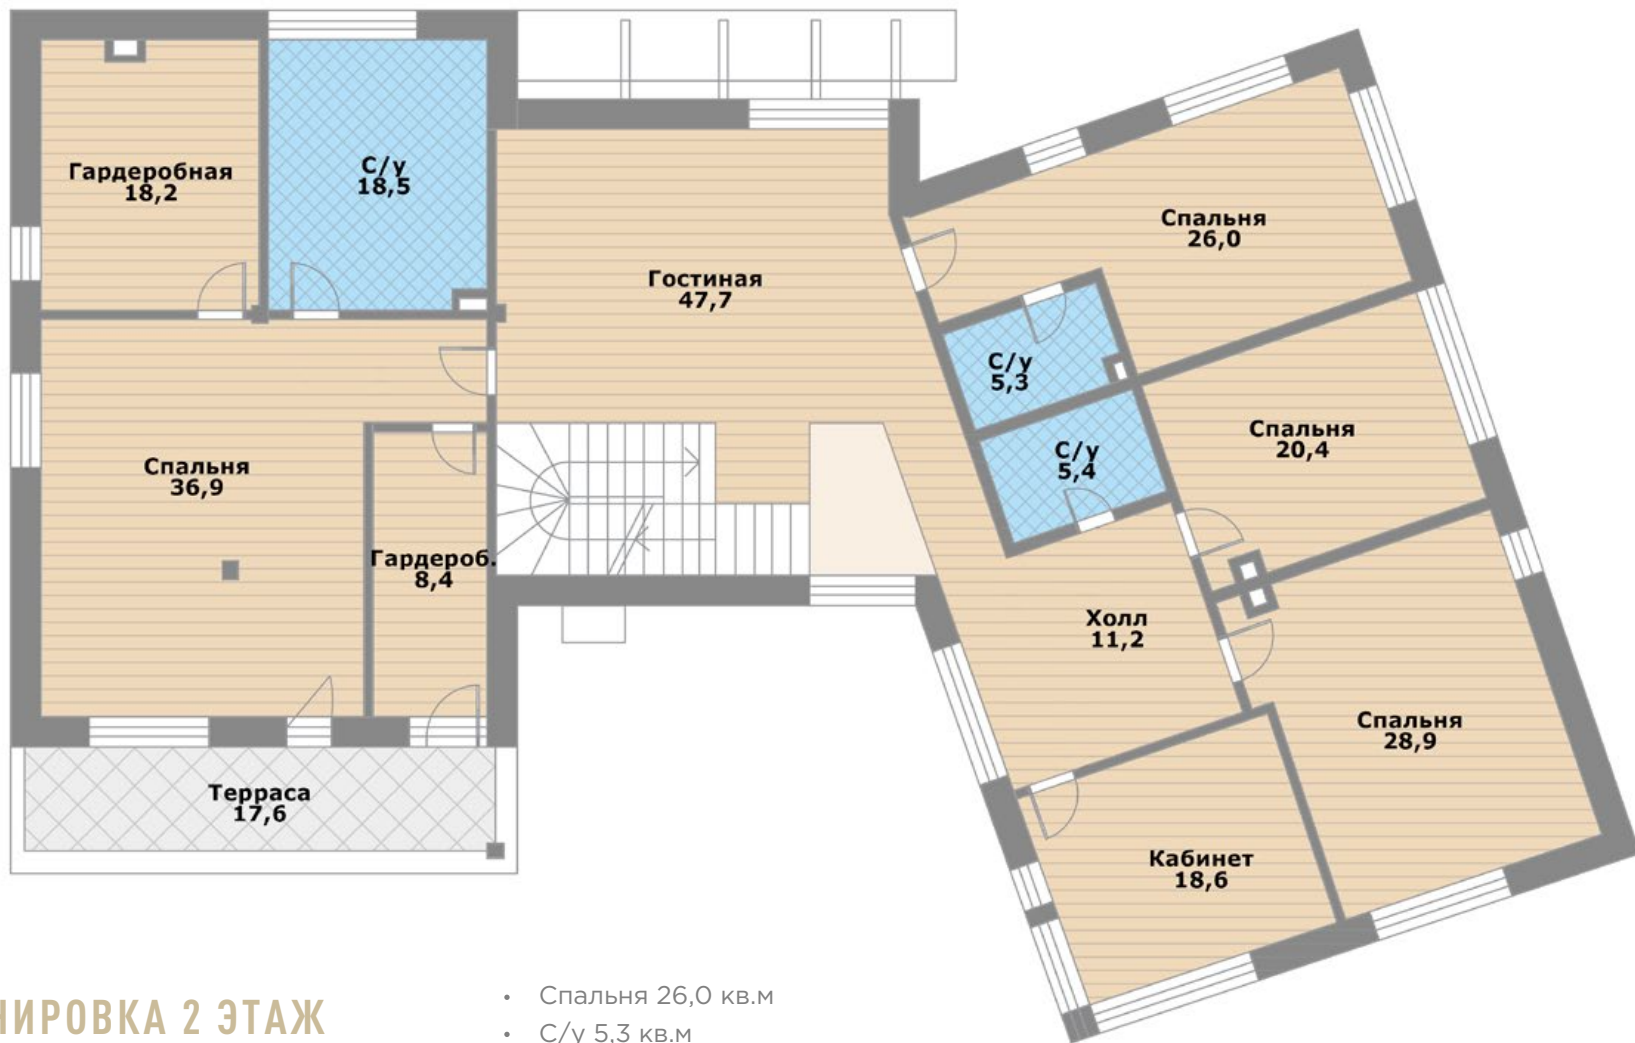 Гардеробная
18,2
С/у
18,5
Гостиная
47,7
Спальня
26,0
С/у
5,3
С/у
5,4
Спальня
20,4
Спальня
36,9
Гардероб.
8,4
Холл
11,2
Спальня
28,9
Терраса
17,6
Кабинет
18,6
НИРОВКА 2 ЭТАЖ
• Спальня 26,0 кв.м
• С/у 5,3 кв.м